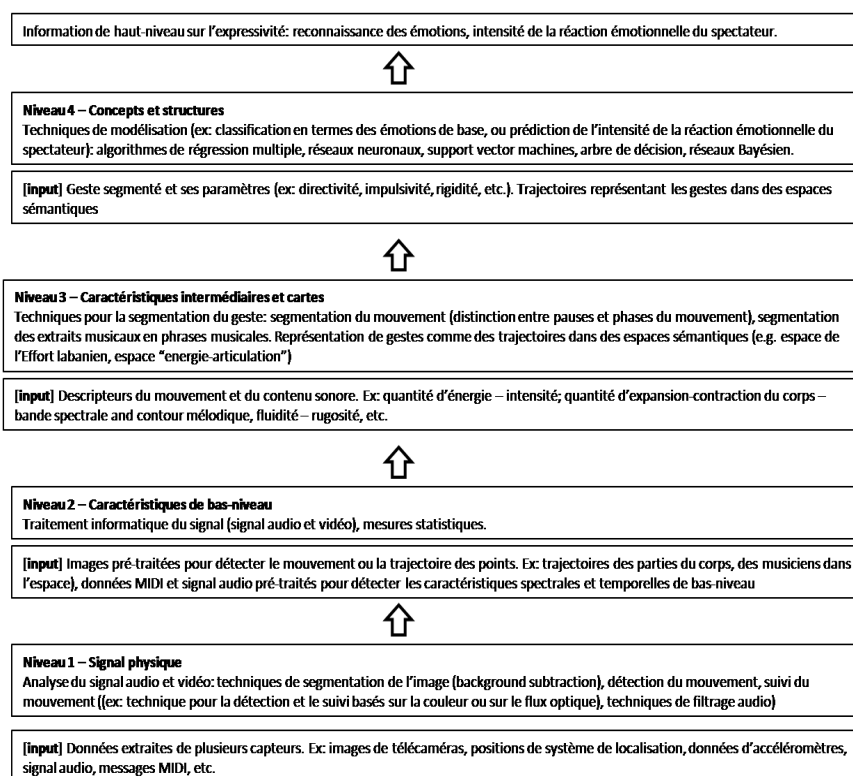 Information de haut-niveau sur l'expressivité: reconnaissance des émotions, intensité de la réaction émotionnelle du spectateur.
Niveau 4 – Concepts et structures
Techniques de modélisation (ex: classification en termes des émotions de base, ou prédiction de l'intensité de la réaction émotionnelle du
spectateur): algorithmes de régression multiple, réseaux neuronaux, support vector machines, arbre de décision, réseaux Bayésien.
[input] Geste segmenté et ses paramètres (ex: directivité, impulsivité, rigidité, etc.). Trajectoires représentant les gestes dans des espaces
sémantiques
Niveau 3 – Caractéristiques intermédiaires et cartes
Techniques pour la segmentation du geste: segmentation du mouvement (distinction entre pauses et phases du mouvement), segmentation
des extraits musicaux en phrases musicales. Représentation de gestes comme des trajectoires dans des espaces sémantiques (e.g. espace de
l'Effort labanien, espace "energie-articulation")
[input] Descripteurs du mouvement et du contenu sonore. Ex: quantité d'énergie – intensité; quantité d'expansion-contraction du corps –
bande spectrale and contour mélodique, fluidité – rugosité, etc.
Niveau 2 – Caractéristiques de bas-niveau
Traitement informatique du signal (signal audio et vidéo), mesures statistiques.
[input] Images pré-traitées pour détecter le mouvement ou la trajectoire des points. Ex: trajectoires des parties du corps, des musiciens dans
l'espace), données MIDI et signal audio pré-traités pour détecter les caractéristiques spectrales et temporelles de bas-niveau
Niveau 1 – Signal physique
Analyse du signal audio et vidéo: techniques de segmentation de l'image (background subtraction), détection du mouvement, suivi du
mouvement ((ex: technique pour la détection et le suivi basés sur la couleur ou sur le flux optique), techniques de filtrage audio)
[input] Données extraites de plusieurs capteurs. Ex: images de télécaméras, positions de système de localisation, données d'accéléromètres,
signal audio, messages MIDI, etc.